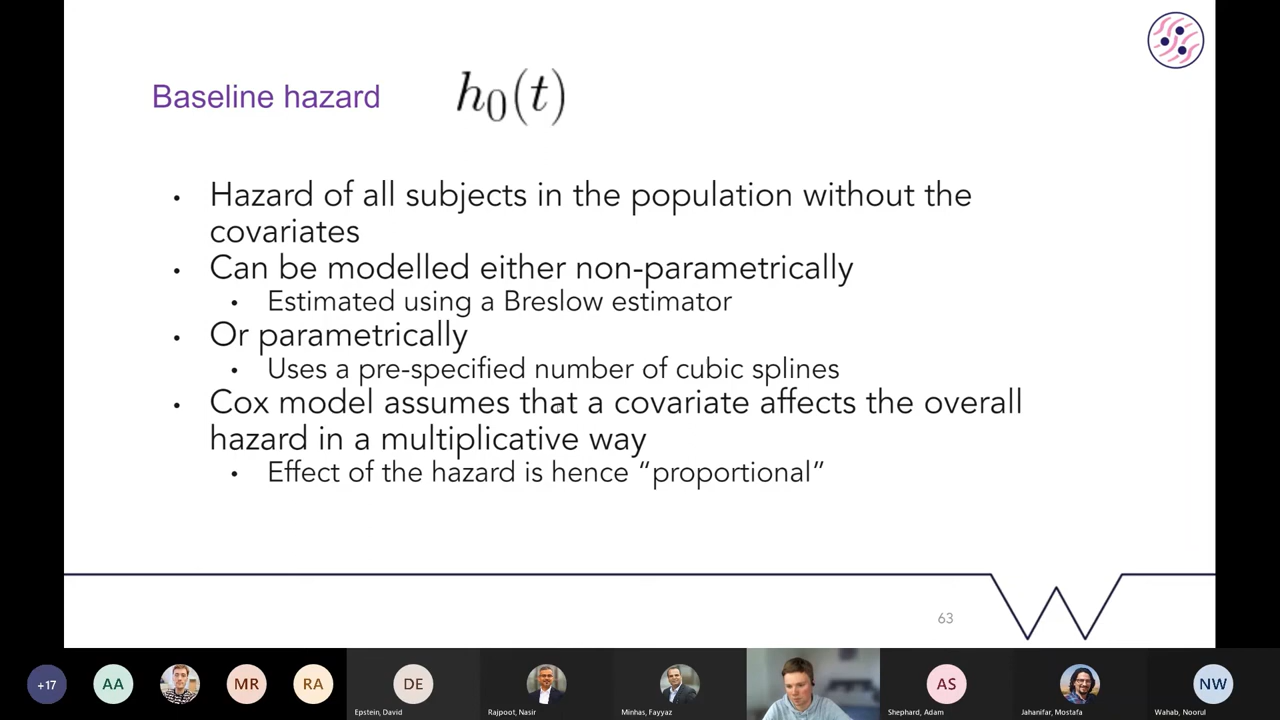 Baseline hazard h₀(t)
• Hazard of all subjects in the population without the
covariates
• Can be modelled either non-parametrically
• Estimated using a Breslow estimator
• Or parametrically
• Uses a pre-specified number of cubic splines
• Cox model assumes that a covariate affects the overall
hazard in a multiplicative way
• Effect of the hazard is hence “proportional”
63
+17 AA MR RA DE AS NW
Epstein, David Rajpoot, Nasir Minhas, Fayyaz Shephard, Adam Jahanifar, Mostafa Wahab, Noorul